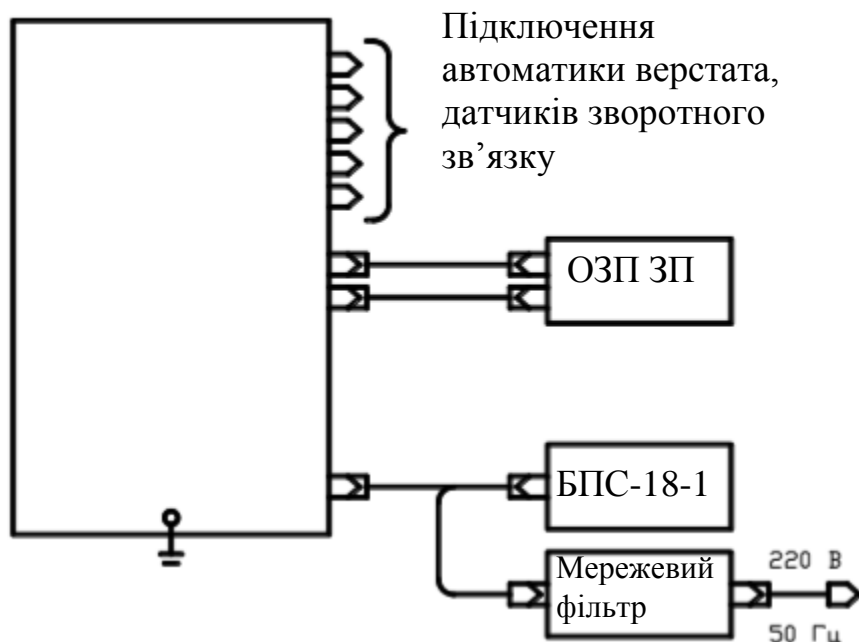 Підключення
автоматики верстата,
датчиків зворотного
зв’язку
ОЗП ЗП
БПС-18-1
Мережевий
фільтр
220 В
50 Гц